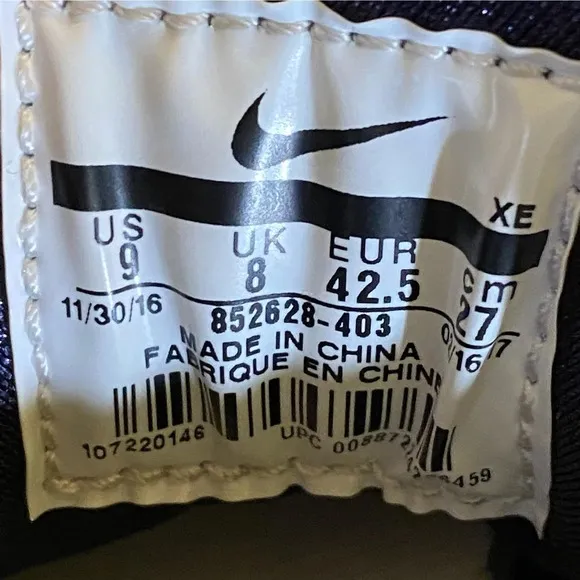 XE
US UK EUR cm
9 8 42.5 27
11/30/16 852628-403
MADE IN CHINA
FABRIQUE EN CHINE
107220146 UPC